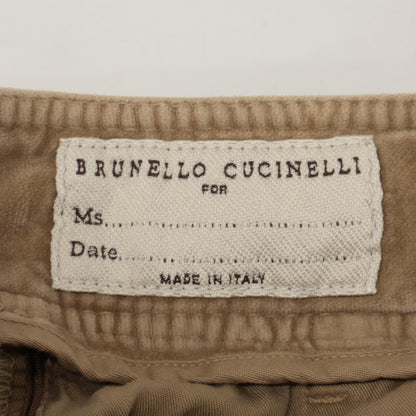 BRUNELLO CUCINELLI
FOR
Ms.
Date
MADE IN ITALY